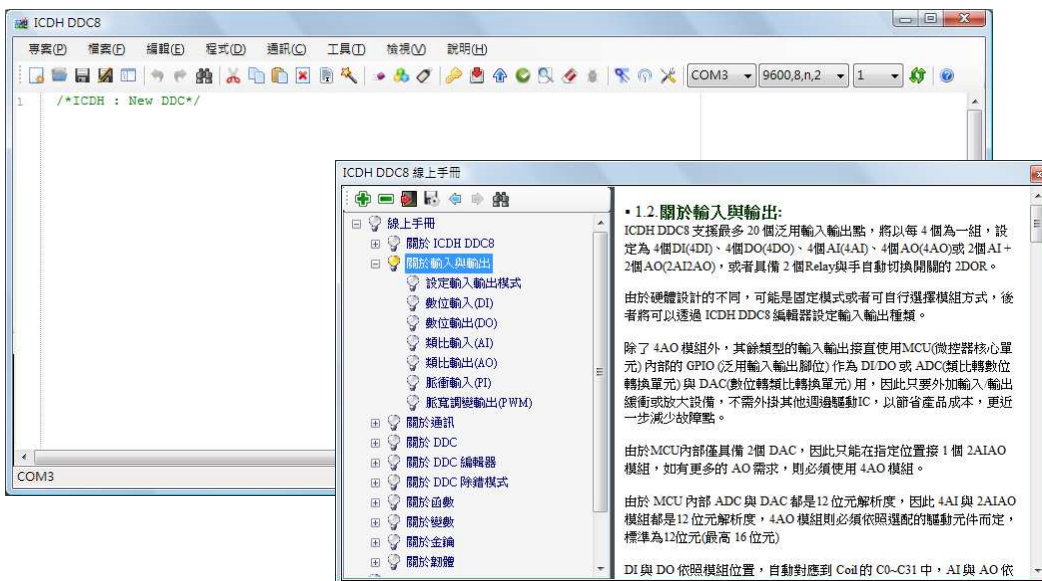 ICDH DDC8
專案(P) 檔案(F) 編輯(E) 程式(D) 通訊(C) 工具(T) 檢視(V) 說明(H)
COM3 9600,8,n,2 1
1 /*ICDH : New DDC*/
COM3
ICDH DDC8 線上手冊
線上手冊
關於 ICDH DDC8
關於輸入與輸出
設定輸入輸出模式
數位輸入(DI)
數位輸出(DO)
類比輸入(AI)
類比輸出(AO)
脈衝輸入(PI)
脈寬調變輸出(PWM)
關於通訊
關於 DDC
關於 DDC 編輯器
關於 DDC 除錯模式
關於函數
關於變數
關於金鑰
關於韌體
▪ 1.2.關於輸入與輸出:
ICDH DDC8 支援最多 20 個泛用輸入輸出點，將以每 4 個為一組，設
定為 4個DI(4DI)、4個DO(4DO)、4個AI(4AI)、4個AO(4AO)或 2個AI +
2個AO(2AI2AO)，或者具備 2 個Relay與手自動切換開關的 2DOR。
由於硬體設計的不同，可能是固定模式或者可自行選擇模組方式，後
者將可以透過 ICDH DDC8 編輯器設定輸入輸出種類。
除了 4AO 模組外，其餘類型的輸入輸出接直使用MCU(微控器核心單
元) 內部的 GPIO (泛用輸入輸出腳位) 作為 DI/DO 或 ADC(類比轉數位
轉換單元) 與 DAC(數位轉類比轉換單元) 用，因此只要外加輸入/輸出
緩衝或放大設備，不需外掛其他週邊驅動IC，以節省產品成本，更近
一步減少故障點。
由於MCU內部僅具備 2個 DAC，因此只能在指定位置接 1 個 2AIAO
模組，如有更多的 AO 需求，則必須使用 4AO 模組。
由於 MCU 內部 ADC 與 DAC 都是12 位元解析度，因此 4AI 與 2AIAO
模組都是12 位元解析度，4AO 模組則必須依照選配的驅動元件而定，
標準為12位元(最高 16 位元)
DI 與 DO 依照模組位置，自動對應到 Coil 的 C0~C31 中，AI 與 AO 依